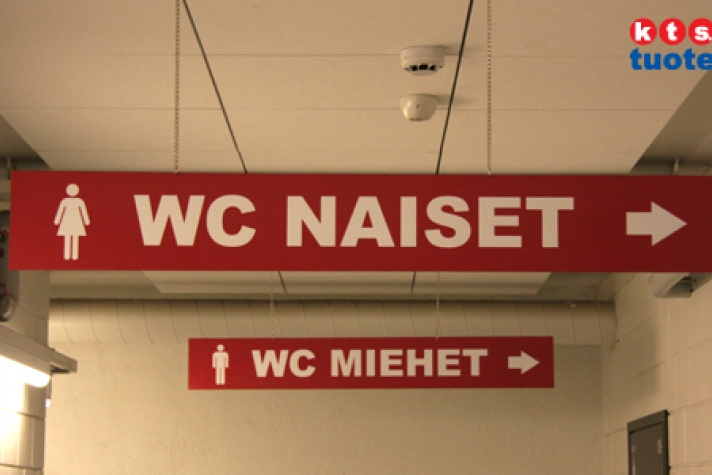 kts
tuote
WC NAISET
WC MIEHET